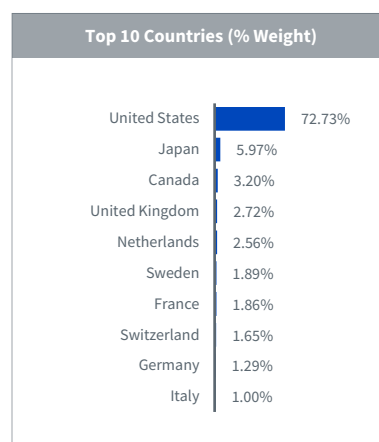 Top 10 Countries (% Weight)
United States 72.73%
Japan 5.97%
Canada 3.20%
United Kingdom 2.72%
Netherlands 2.56%
Sweden 1.89%
France 1.86%
Switzerland 1.65%
Germany 1.29%
Italy 1.00%